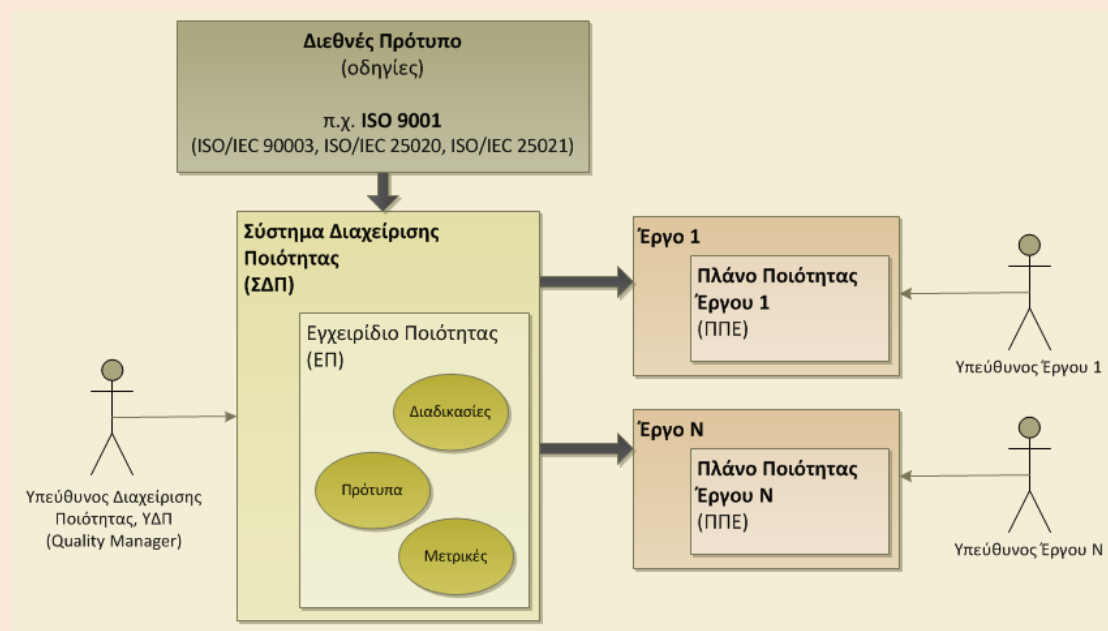 Διεθνές Πρότυπο
(οδηγίες)
π.χ. ISO 9001
(ISO/IEC 90003, ISO/IEC 25020, ISO/IEC 25021)
Σύστημα Διαχείρισης
Ποιότητας
(ΣΔΠ)
Εγχειρίδιο Ποιότητας
(ΕΠ)
Διαδικασίες
Πρότυπα
Μετρικές
Υπεύθυνος Διαχείρισης
Ποιότητας, ΥΔΠ
(Quality Manager)
Έργο 1
Πλάνο Ποιότητας
Έργου 1
(ΠΠΕ)
Υπεύθυνος Έργου 1
Έργο Ν
Πλάνο Ποιότητας
Έργου Ν
(ΠΠΕ)
Υπεύθυνος Έργου Ν